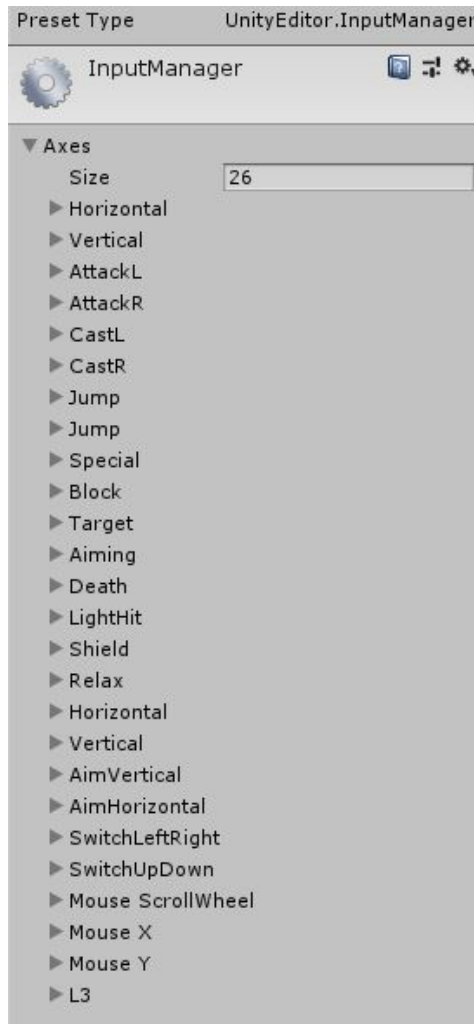 Preset Type UnityEditor.InputManager
InputManager
Axes
Size 26
Horizontal
Vertical
AttackL
AttackR
CastL
CastR
Jump
Jump
Special
Block
Target
Aiming
Death
LightHit
Shield
Relax
Horizontal
Vertical
AimVertical
AimHorizontal
SwitchLeftRight
SwitchUpDown
Mouse ScrollWheel
Mouse X
Mouse Y
L3